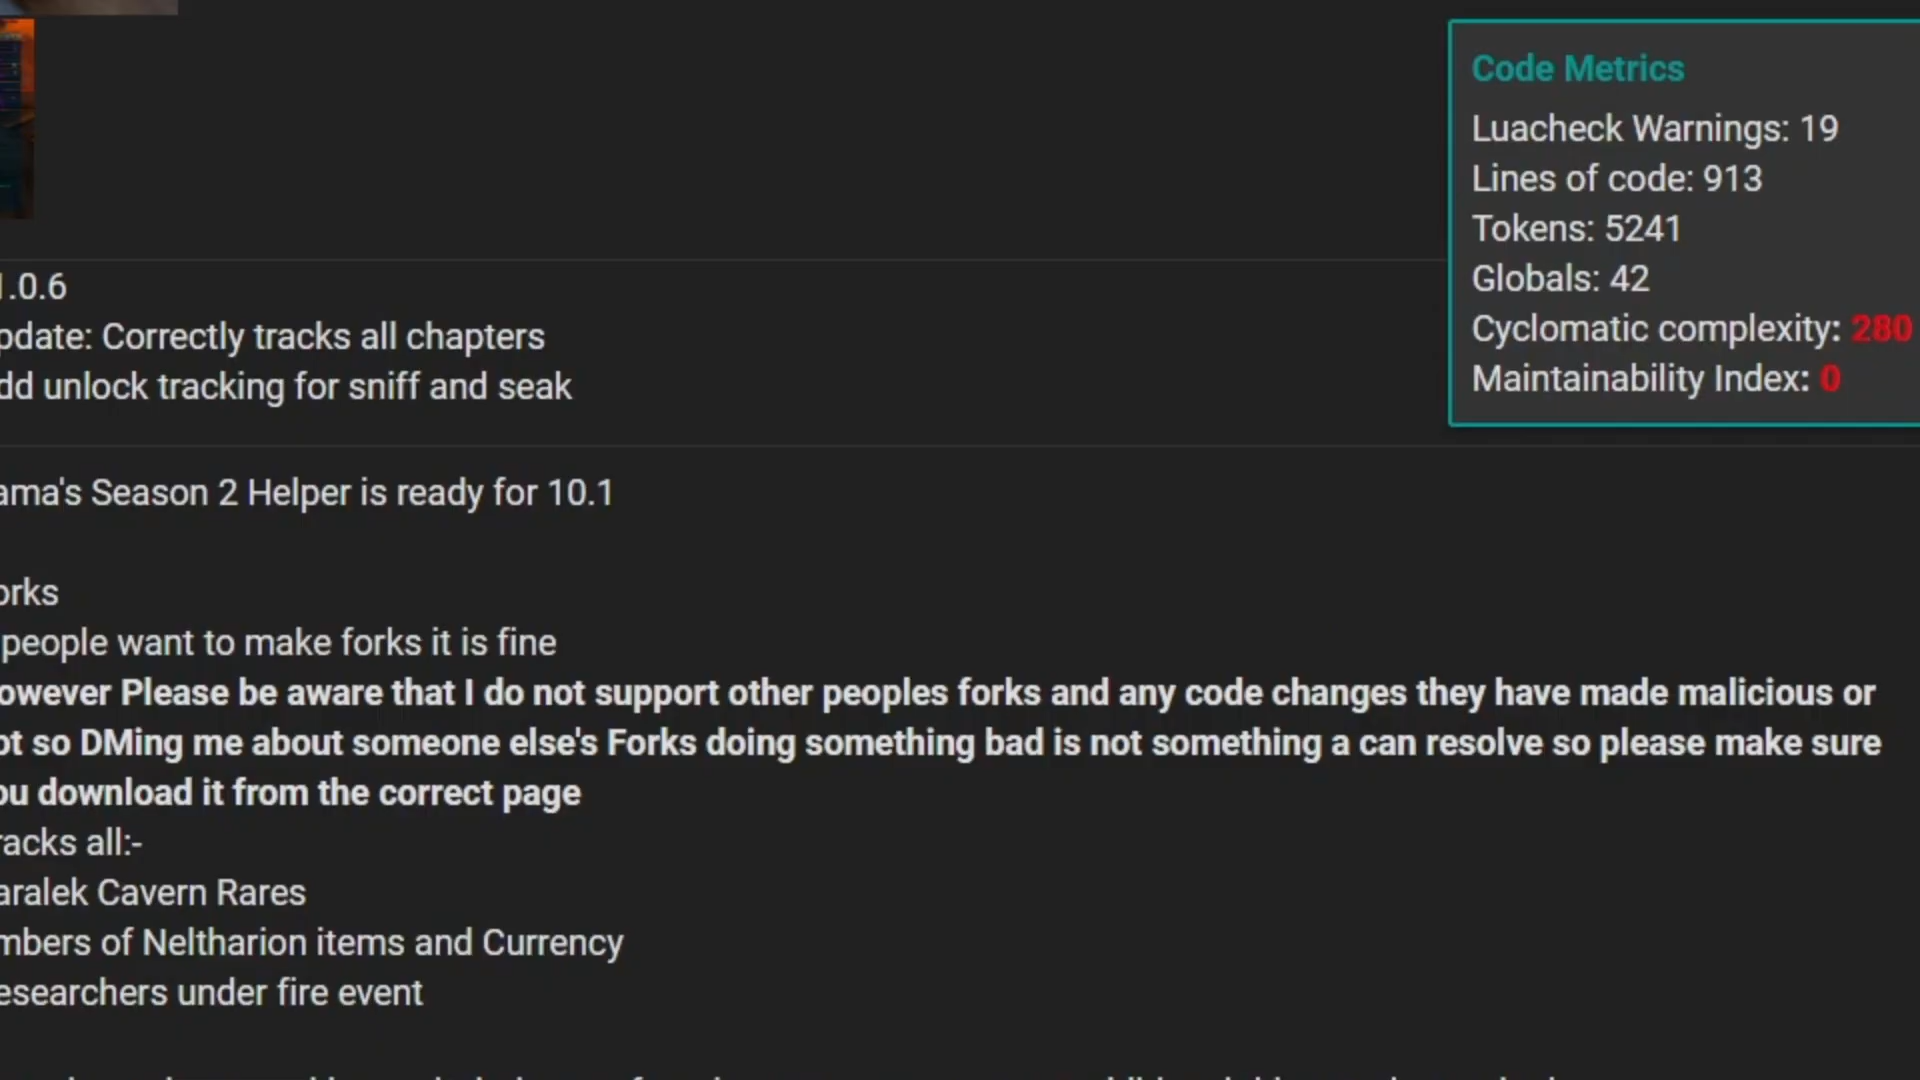 Code Metrics
Luacheck Warnings: 19
Lines of code: 913
Tokens: 5241
Globals: 42
Cyclomatic complexity: 280
Maintainability Index: 0
1.0.6
pdate: Correctly tracks all chapters
dd unlock tracking for sniff and seak
ama's Season 2 Helper is ready for 10.1
orks
people want to make forks it is fine
owever Please be aware that I do not support other peoples forks and any code changes they have made malicious or
ot so DMing me about someone else's Forks doing something bad is not something a can resolve so please make sure
ou download it from the correct page
racks all:-
aralek Cavern Rares
mbers of Neltharion items and Currency
esearchers under fire event